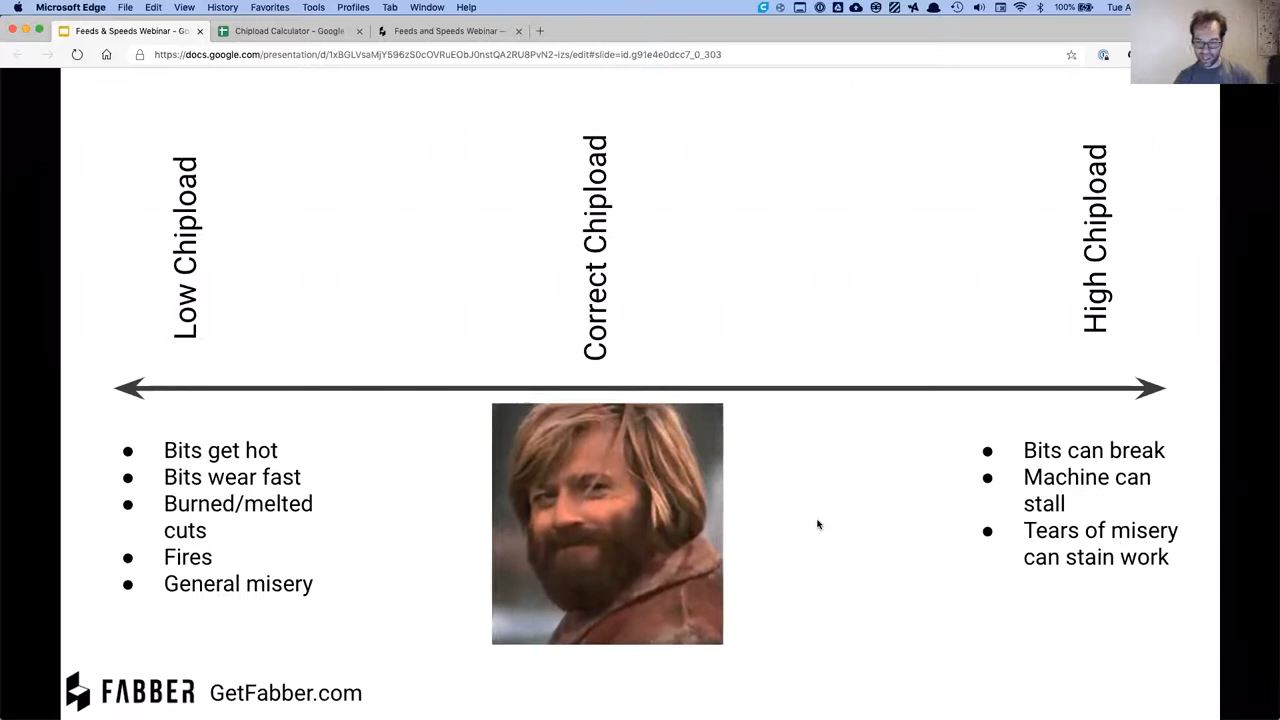 Microsoft Edge File Edit View History Favorites Tools Profiles Tab Window Help 100% Tue A
Feeds & Speeds Webinar - Go Chipload Calculator - Google Feeds and Speeds Webinar —
https://docs.google.com/presentation/d/1xBGLVsaMjY596zS0cOVRuEObJ0nstQA2RU8PvN2-Izs/edit#slide=id.g91e4e0dcc7_0_303
Low Chipload
Correct Chipload
High Chipload
Bits get hot
Bits wear fast
Burned/melted
cuts
Fires
General misery
Bits can break
Machine can
stall
Tears of misery
can stain work
FABBER GetFabber.com